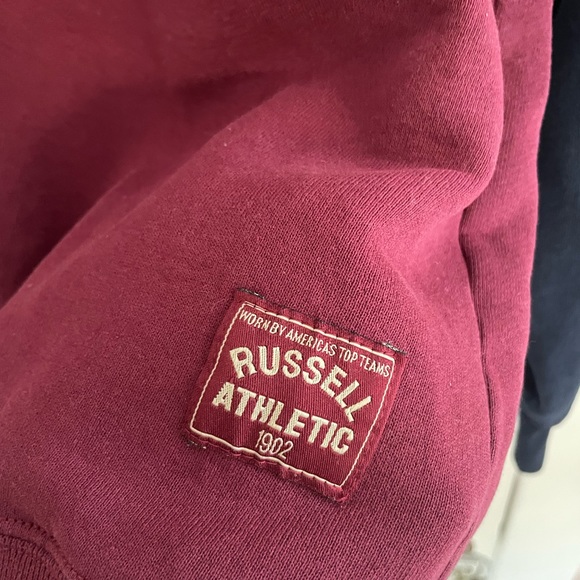 WORN BY AMERICAS TOP TEAMS
RUSSELL
ATHLETIC
1902